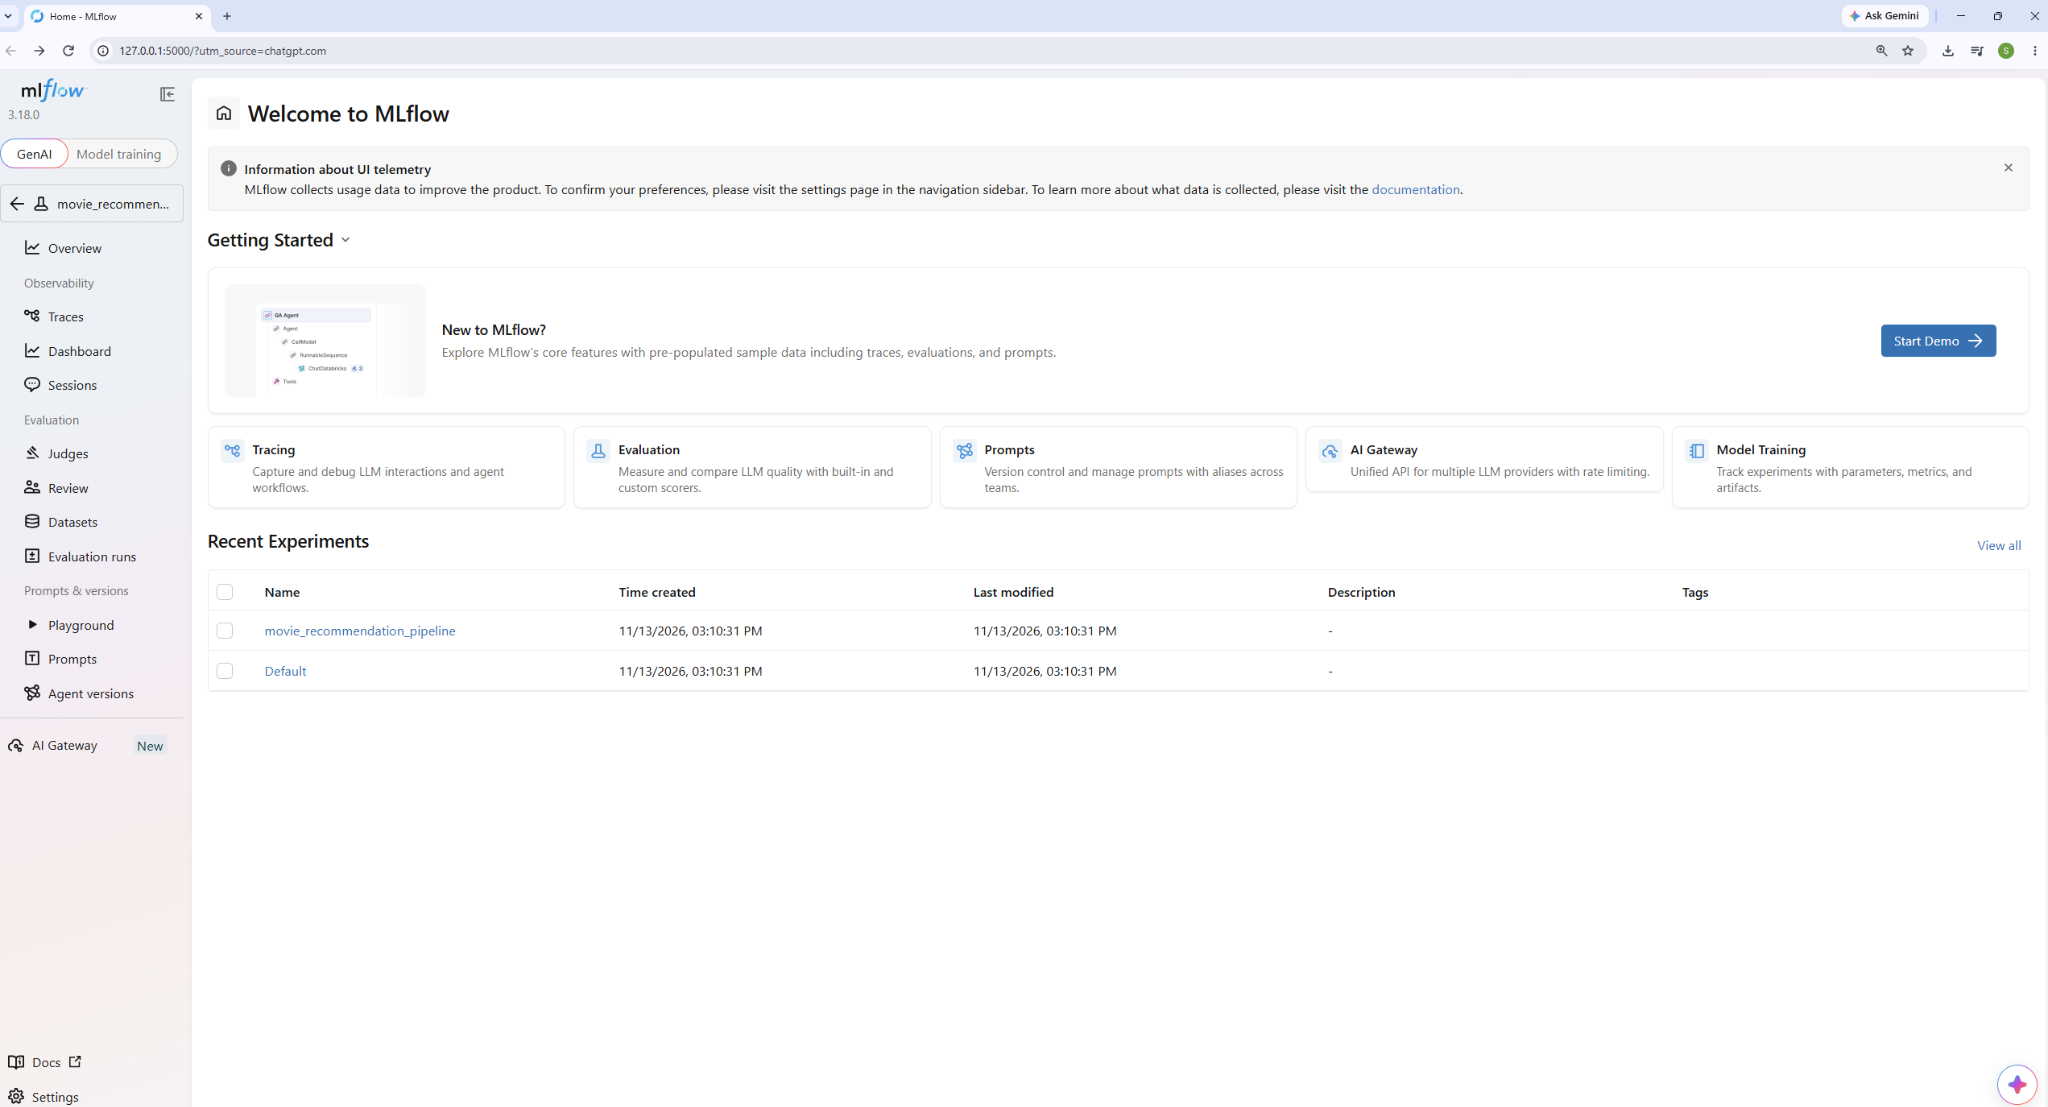 Home - MLflow
Ask Gemini
127.0.0.1:5000/?utm_source=chatgpt.com
S
mlflow
3.18.0
GenAI
Model training
movie_recommen...
Overview
Observability
Traces
Dashboard
Sessions
Evaluation
Judges
Review
Datasets
Evaluation runs
Prompts & versions
Playground
Prompts
Agent versions
AI Gateway
New
Docs
Settings
Welcome to MLflow
Information about UI telemetry
MLflow collects usage data to improve the product. To confirm your preferences, please visit the settings page in the navigation sidebar. To learn more about what data is collected, please visit the documentation.
Getting Started
QA Agent
Agent
CallModel
RunnableSequence
ChatDatabricks 3
Tools
New to MLflow?
Explore MLflow's core features with pre-populated sample data including traces, evaluations, and prompts.
Start Demo
Tracing
Capture and debug LLM interactions and agent
workflows.
Evaluation
Measure and compare LLM quality with built-in and
custom scorers.
Prompts
Version control and manage prompts with aliases across
teams.
AI Gateway
Unified API for multiple LLM providers with rate limiting.
Model Training
Track experiments with parameters, metrics, and
artifacts.
Recent Experiments
View all
Name Time created Last modified Description Tags
movie_recommendation_pipeline 11/13/2026, 03:10:31 PM 11/13/2026, 03:10:31 PM -
Default 11/13/2026, 03:10:31 PM 11/13/2026, 03:10:31 PM -